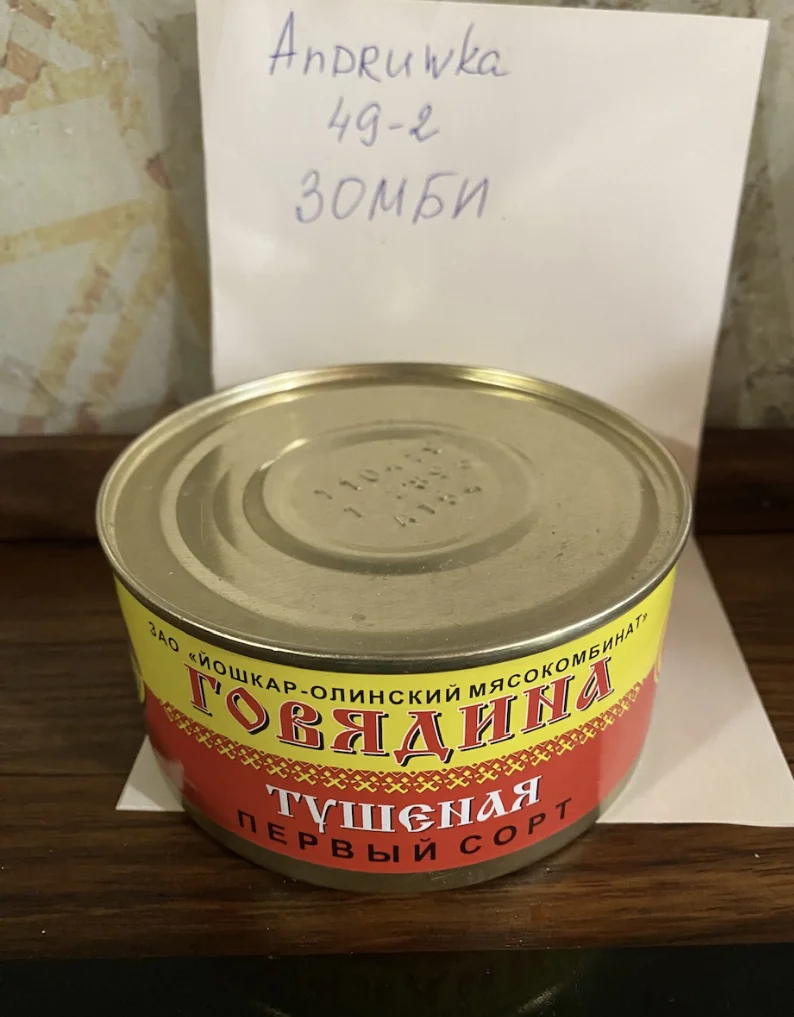 AnDRUWka
49-2
ЗОМБИ
ЗАО «ЙОШКАР-ОЛИНСКИЙ МЯСОКОМБИНАТ»
ГОВЯДИНА
ТУШЕНАЯ
ПЕРВЫЙ СОРТ